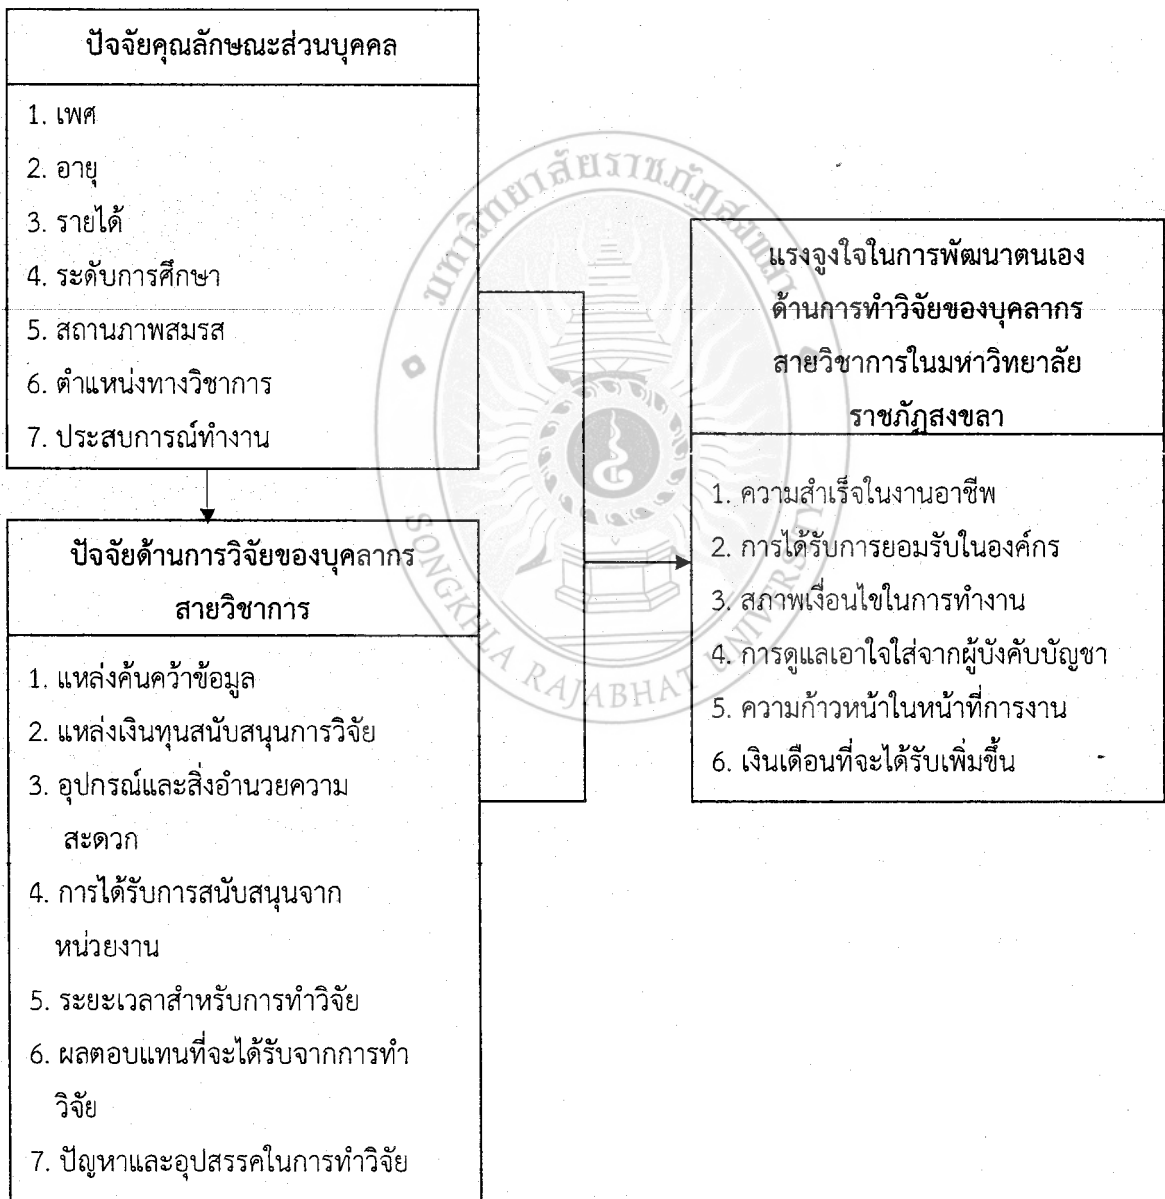 ปัจจัยคุณลักษณะส่วนบุคคล
1. เพศ
2. อายุ
3. รายได้
4. ระดับการศึกษา
5. สถานภาพสมรส
6. ตำแหน่งทางวิชาการ
7. ประสบการณ์ทำงาน
ปัจจัยด้านการวิจัยของบุคลากร
สายวิชาการ
1. แหล่งค้นคว้าข้อมูล
2. แหล่งเงินทุนสนับสนุนการวิจัย
3. อุปกรณ์และสิ่งอำนวยความ
สะดวก
4. การได้รับการสนับสนุนจาก
หน่วยงาน
5. ระยะเวลาสำหรับการทำวิจัย
6. ผลตอบแทนที่จะได้รับจากการทำ
วิจัย
7. ปัญหาและอุปสรรคในการทำวิจัย
แรงจูงใจในการพัฒนาตนเอง
ด้านการทำวิจัยของบุคลากร
สายวิชาการในมหาวิทยาลัย
ราชภัฏสงขลา
1. ความสำเร็จในงานอาชีพ
2. การได้รับการยอมรับในองค์กร
3. สภาพเงื่อนไขในการทำงาน
4. การดูแลเอาใจใส่จากผู้บังคับบัญชา
5. ความก้าวหน้าในหน้าที่การงาน
6. เงินเดือนที่จะได้รับเพิ่มขึ้น
มหาวิทยาลัยราชภัฏสงขลา
SONGKHLA RAJABHAT UNIVERSITY